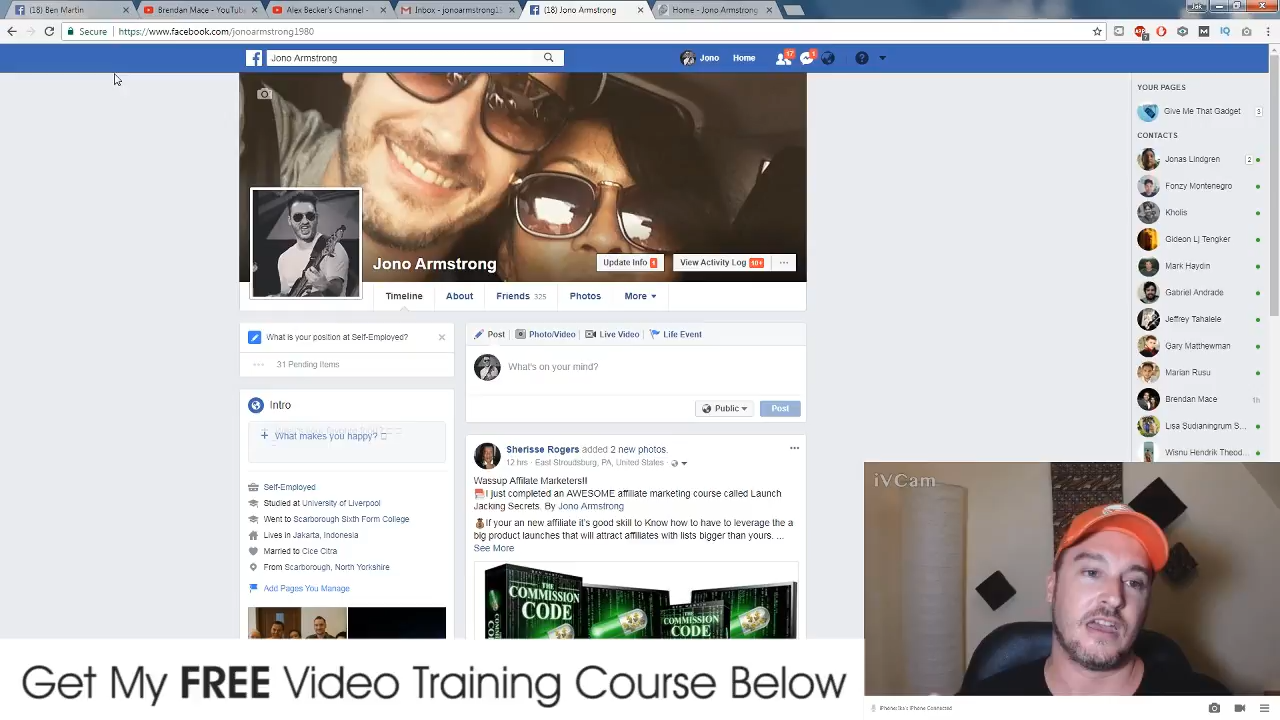 (18) Ben Martin
Brendan Mace - YouTub
Alex Becker's Channel -
Inbox - jonoarmstrong1
(18) Jono Armstrong
Home - Jono Armstrong
Jak
Secure
https://www.facebook.com/jonoarmstrong1980
Jono Armstrong
Jono
Home
17
1
YOUR PAGES
Give Me That Gadget
3
CONTACTS
Jonas Lindgren
2
Fonzy Montenegro
Kholis
Gideon Lj Tengker
Mark Haydin
Gabriel Andrade
Jeffrey Tahalele
Gary Matthewman
Marian Rusu
Brendan Mace
1h
Lisa Sudianingrum S...
Wisnu Hendrik Theod...
Jono Armstrong
Update Info 1
View Activity Log 10+
Timeline
About
Friends 325
Photos
More
What is your position at Self-Employed?
31 Pending Items
Intro
What makes you happy?
Self-Employed
Studied at University of Liverpool
Went to Scarborough Sixth Form College
Lives in Jakarta, Indonesia
Married to Cice Citra
From Scarborough, North Yorkshire
Add Pages You Manage
Post
Photo/Video
Live Video
Life Event
What's on your mind?
Public
Post
Sherisse Rogers added 2 new photos.
12 hrs · East Stroudsburg, PA, United States ·
Wassup Affilate Marketers!!
I just completed an AWESOME affiliate marketing course called Launch
Jacking Secrets. By Jono Armstrong
If your an new affiliate it's good skill to Know how to have to leverage the a
big product launches that will attract affiliates with lists bigger than yours. ...
See More
THE
COMMISSION
CODE
COMMISSION
CODE
iVCam
Get My FREE Video Training Course Below